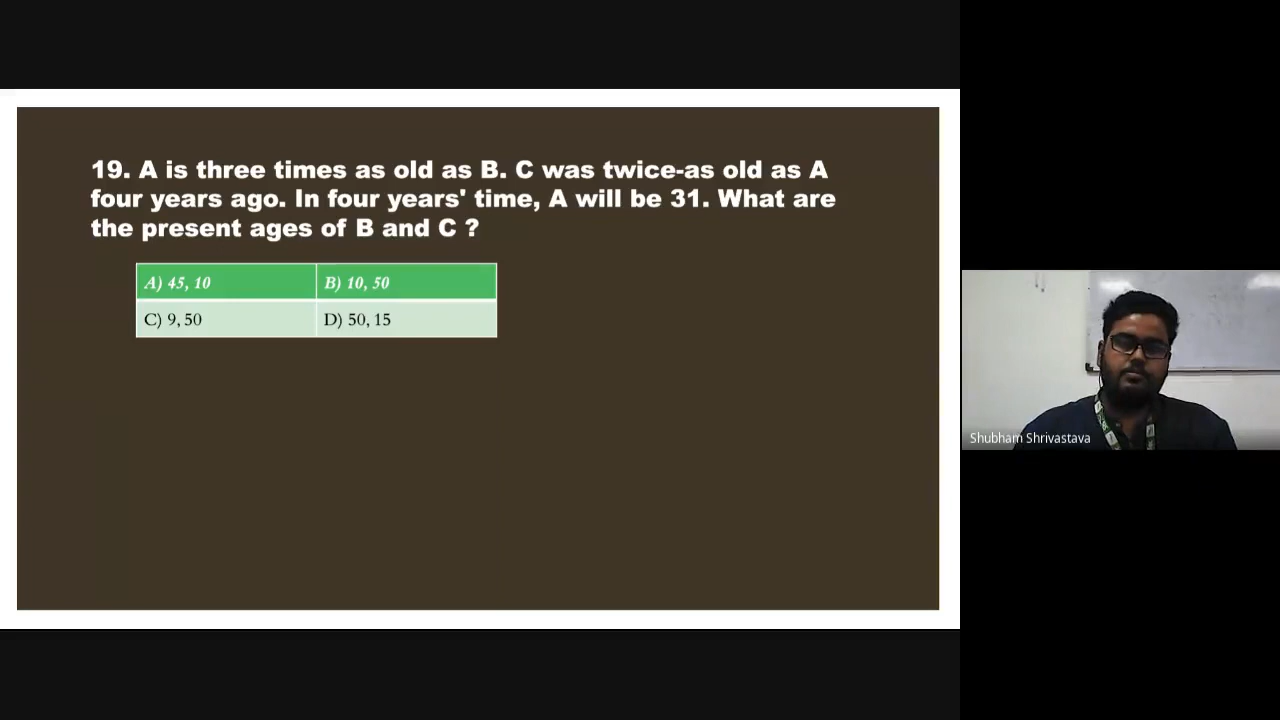 19. A is three times as old as B. C was twice-as old as A
four years ago. In four years' time, A will be 31. What are
the present ages of B and C ?
A) 45, 10 B) 10, 50
C) 9, 50 D) 50, 15
Shubham Shrivastava